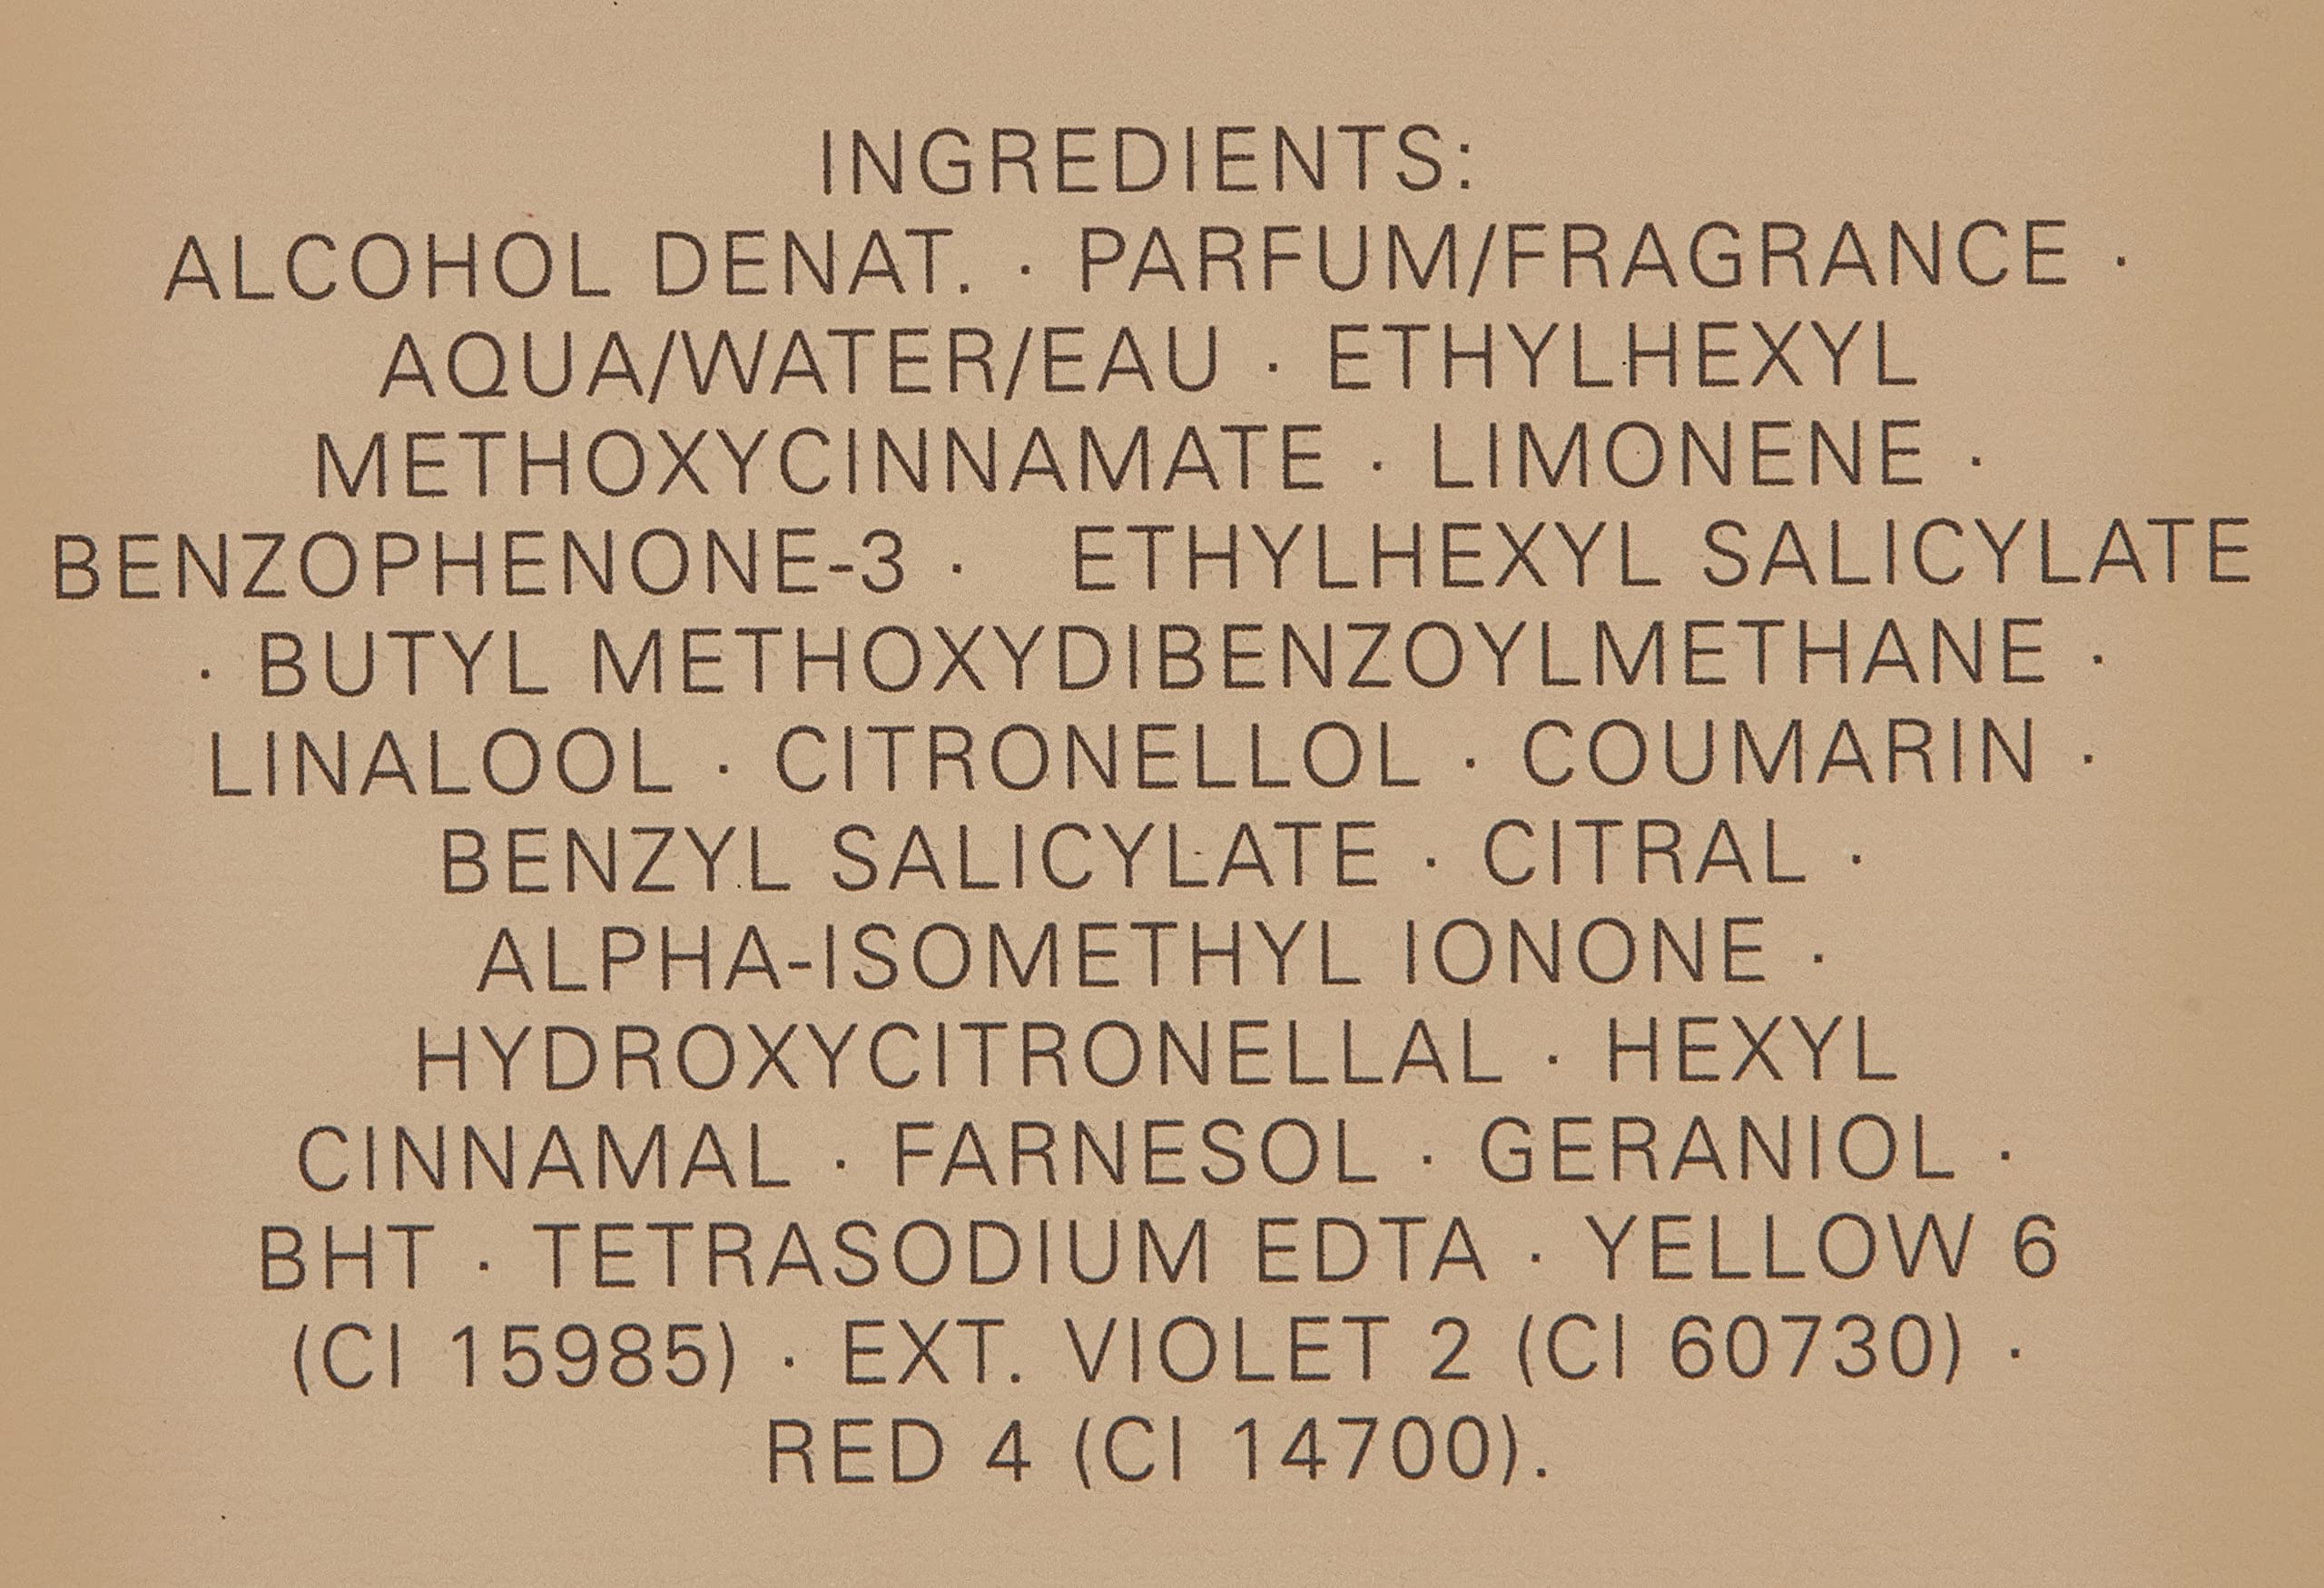 INGREDIENTS:
ALCOHOL DENAT. · PARFUM/FRAGRANCE ·
AQUA/WATER/EAU · ETHYLHEXYL
METHOXYCINNAMATE · LIMONENE ·
BENZOPHENONE-3 · ETHYLHEXYL SALICYLATE
· BUTYL METHOXYDIBENZOYLMETHANE ·
LINALOOL · CITRONELLOL · COUMARIN ·
BENZYL SALICYLATE · CITRAL ·
ALPHA-ISOMETHYL IONONE ·
HYDROXYCITRONELLAL · HEXYL
CINNAMAL · FARNESOL · GERANIOL ·
BHT · TETRASODIUM EDTA · YELLOW 6
(CI 15985) · EXT. VIOLET 2 (CI 60730) ·
RED 4 (CI 14700).